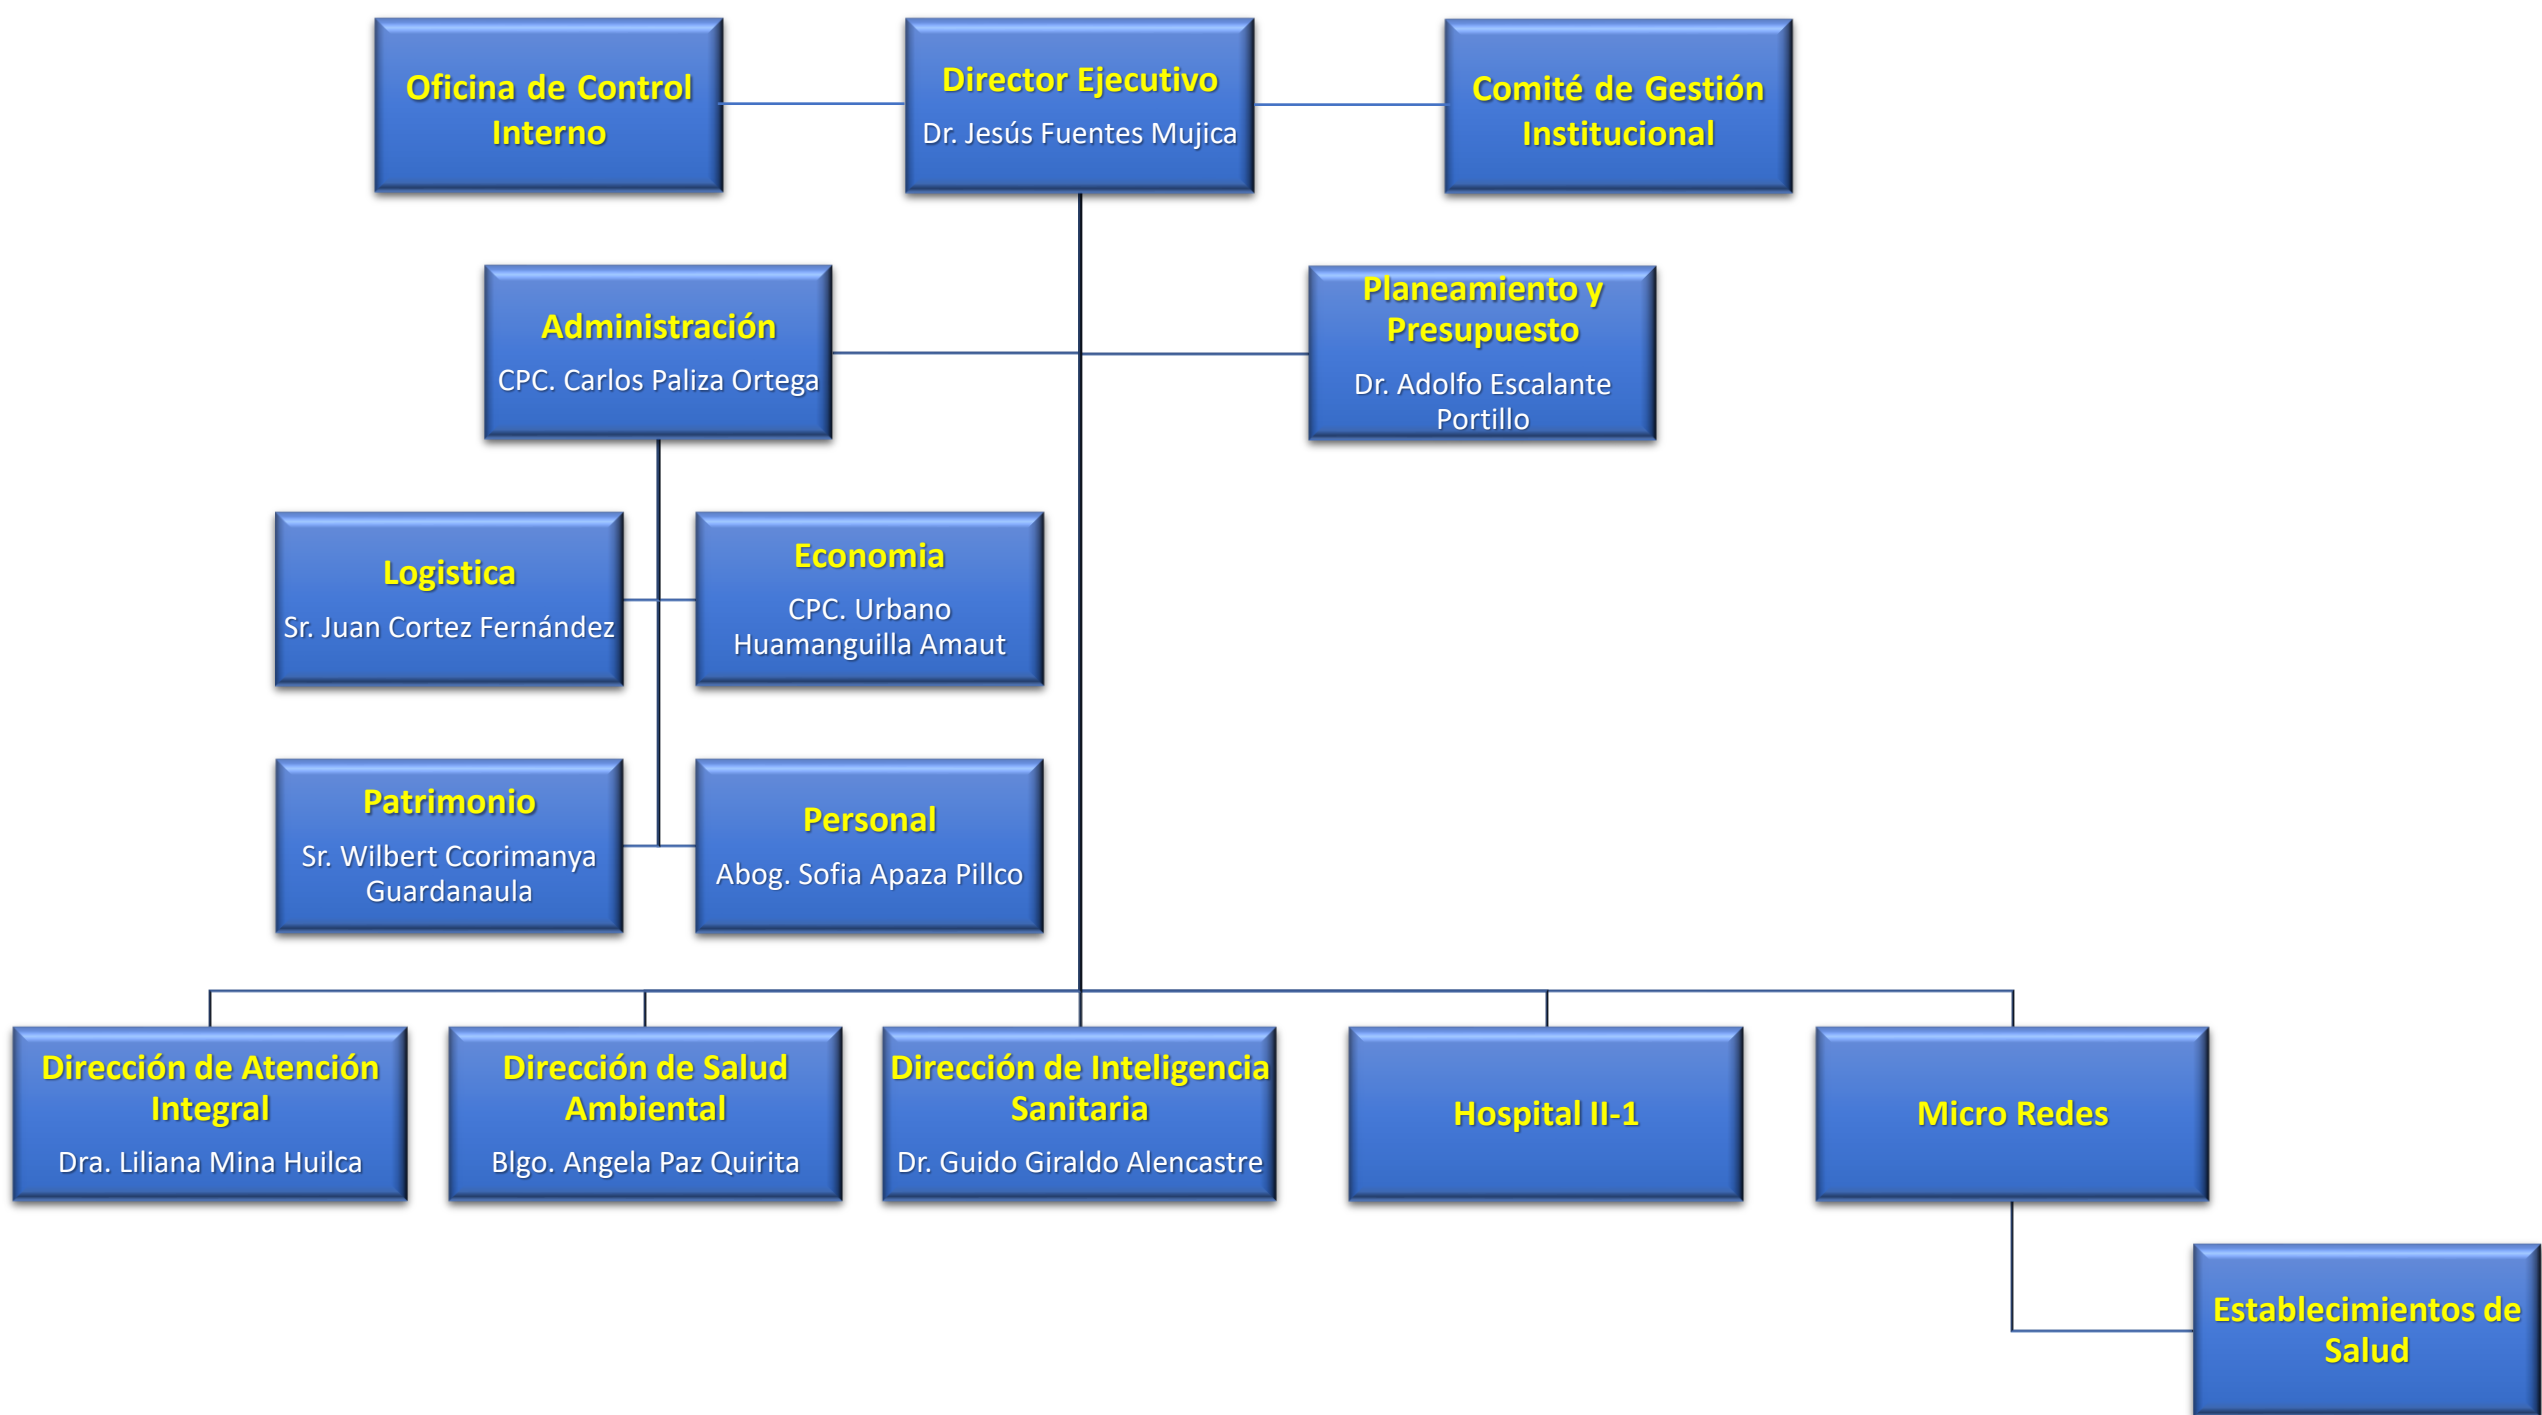 Oficina de Control
Interno
Director Ejecutivo
Dr. Jesús Fuentes Mujica
Comité de Gestión
Institucional
Administración
CPC. Carlos Paliza Ortega
Planeamiento y
Presupuesto
Dr. Adolfo Escalante
Portillo
Logistica
Sr. Juan Cortez Fernández
Economia
CPC. Urbano
Huamanguilla Amaut
Patrimonio
Sr. Wilbert Ccorimanya
Guardanaula
Personal
Abog. Sofia Apaza Pillco
Dirección de Atención
Integral
Dra. Liliana Mina Huilca
Dirección de Salud
Ambiental
Blgo. Angela Paz Quirita
Dirección de Inteligencia
Sanitaria
Dr. Guido Giraldo Alencastre
Hospital II-1
Micro Redes
Establecimientos de
Salud